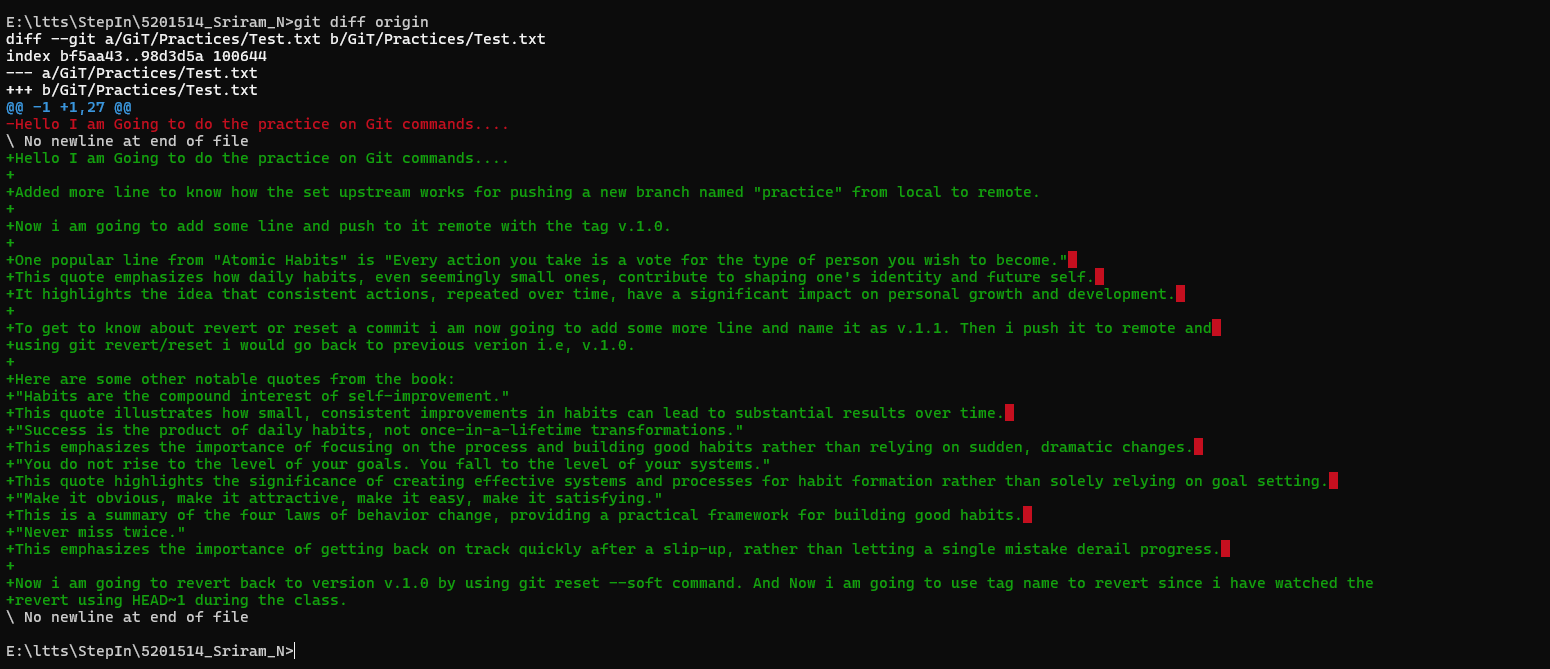 E:\ltts\StepIn\5201514_Sriram_N>git diff origin
diff --git a/GiT/Practices/Test.txt b/GiT/Practices/Test.txt
index bf5aa43..98d3d5a 100644
--- a/GiT/Practices/Test.txt
+++ b/GiT/Practices/Test.txt
@@ -1 +1,27 @@
-Hello I am Going to do the practice on Git commands....
\ No newline at end of file
+Hello I am Going to do the practice on Git commands....
+
+Added more line to know how the set upstream works for pushing a new branch named "practice" from local to remote.
+
+Now i am going to add some line and push to it remote with the tag v.1.0.
+
+One popular line from "Atomic Habits" is "Every action you take is a vote for the type of person you wish to become."
+This quote emphasizes how daily habits, even seemingly small ones, contribute to shaping one's identity and future self.
+It highlights the idea that consistent actions, repeated over time, have a significant impact on personal growth and development.
+
+To get to know about revert or reset a commit i am now going to add some more line and name it as v.1.1. Then i push it to remote and
+using git revert/reset i would go back to previous verion i.e, v.1.0.
+
+Here are some other notable quotes from the book:
+"Habits are the compound interest of self-improvement."
+This quote illustrates how small, consistent improvements in habits can lead to substantial results over time.
+"Success is the product of daily habits, not once-in-a-lifetime transformations."
+This emphasizes the importance of focusing on the process and building good habits rather than relying on sudden, dramatic changes.
+"You do not rise to the level of your goals. You fall to the level of your systems."
+This quote highlights the significance of creating effective systems and processes for habit formation rather than solely relying on goal setting.
+"Make it obvious, make it attractive, make it easy, make it satisfying."
+This is a summary of the four laws of behavior change, providing a practical framework for building good habits.
+"Never miss twice."
+This emphasizes the importance of getting back on track quickly after a slip-up, rather than letting a single mistake derail progress.
+
+Now i am going to revert back to version v.1.0 by using git reset --soft command. And Now i am going to use tag name to revert since i have watched the
+revert using HEAD~1 during the class.
\ No newline at end of file
E:\ltts\StepIn\5201514_Sriram_N>